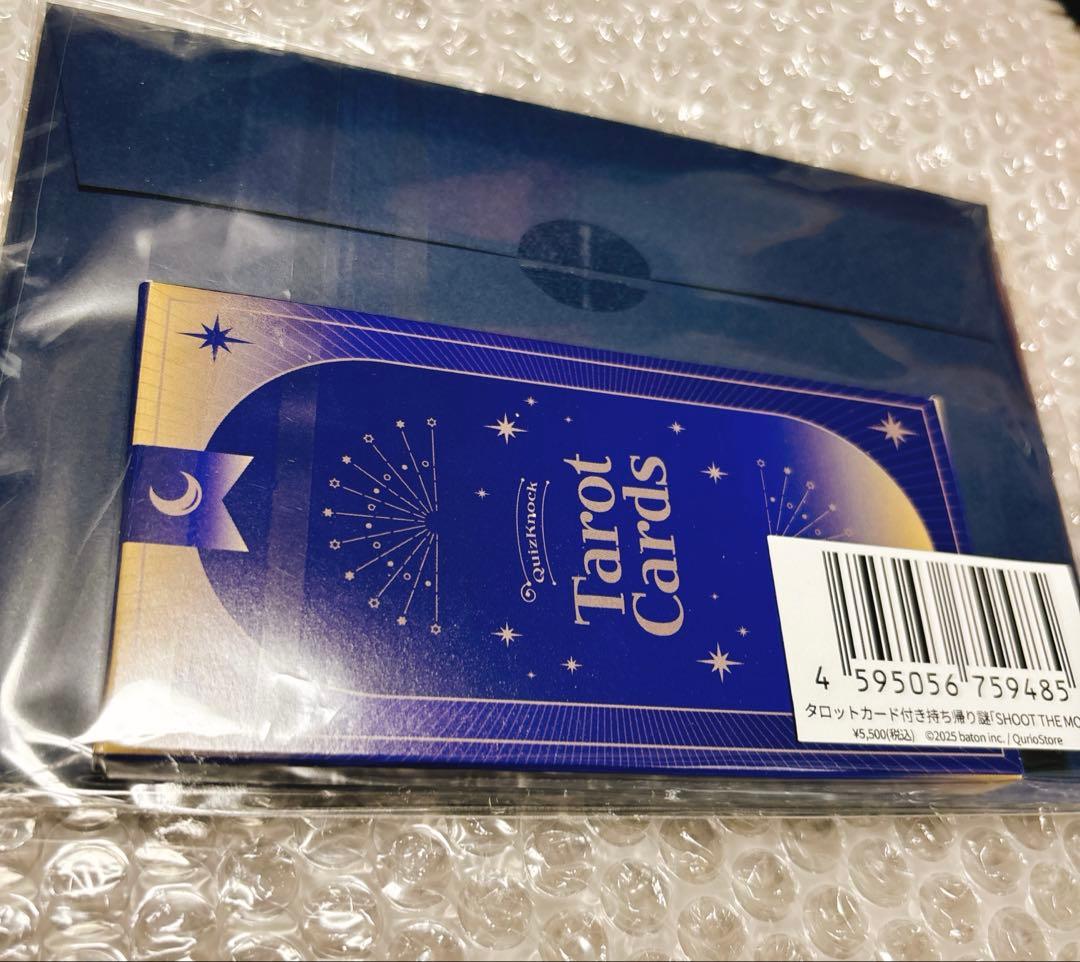 QuizKnock
Tarot
Cards
4 595056 759485
タロットカード付き持ち帰り謎「SHOOT THE MO
¥5,500(税込) ©2025 baton inc. / QurioStore